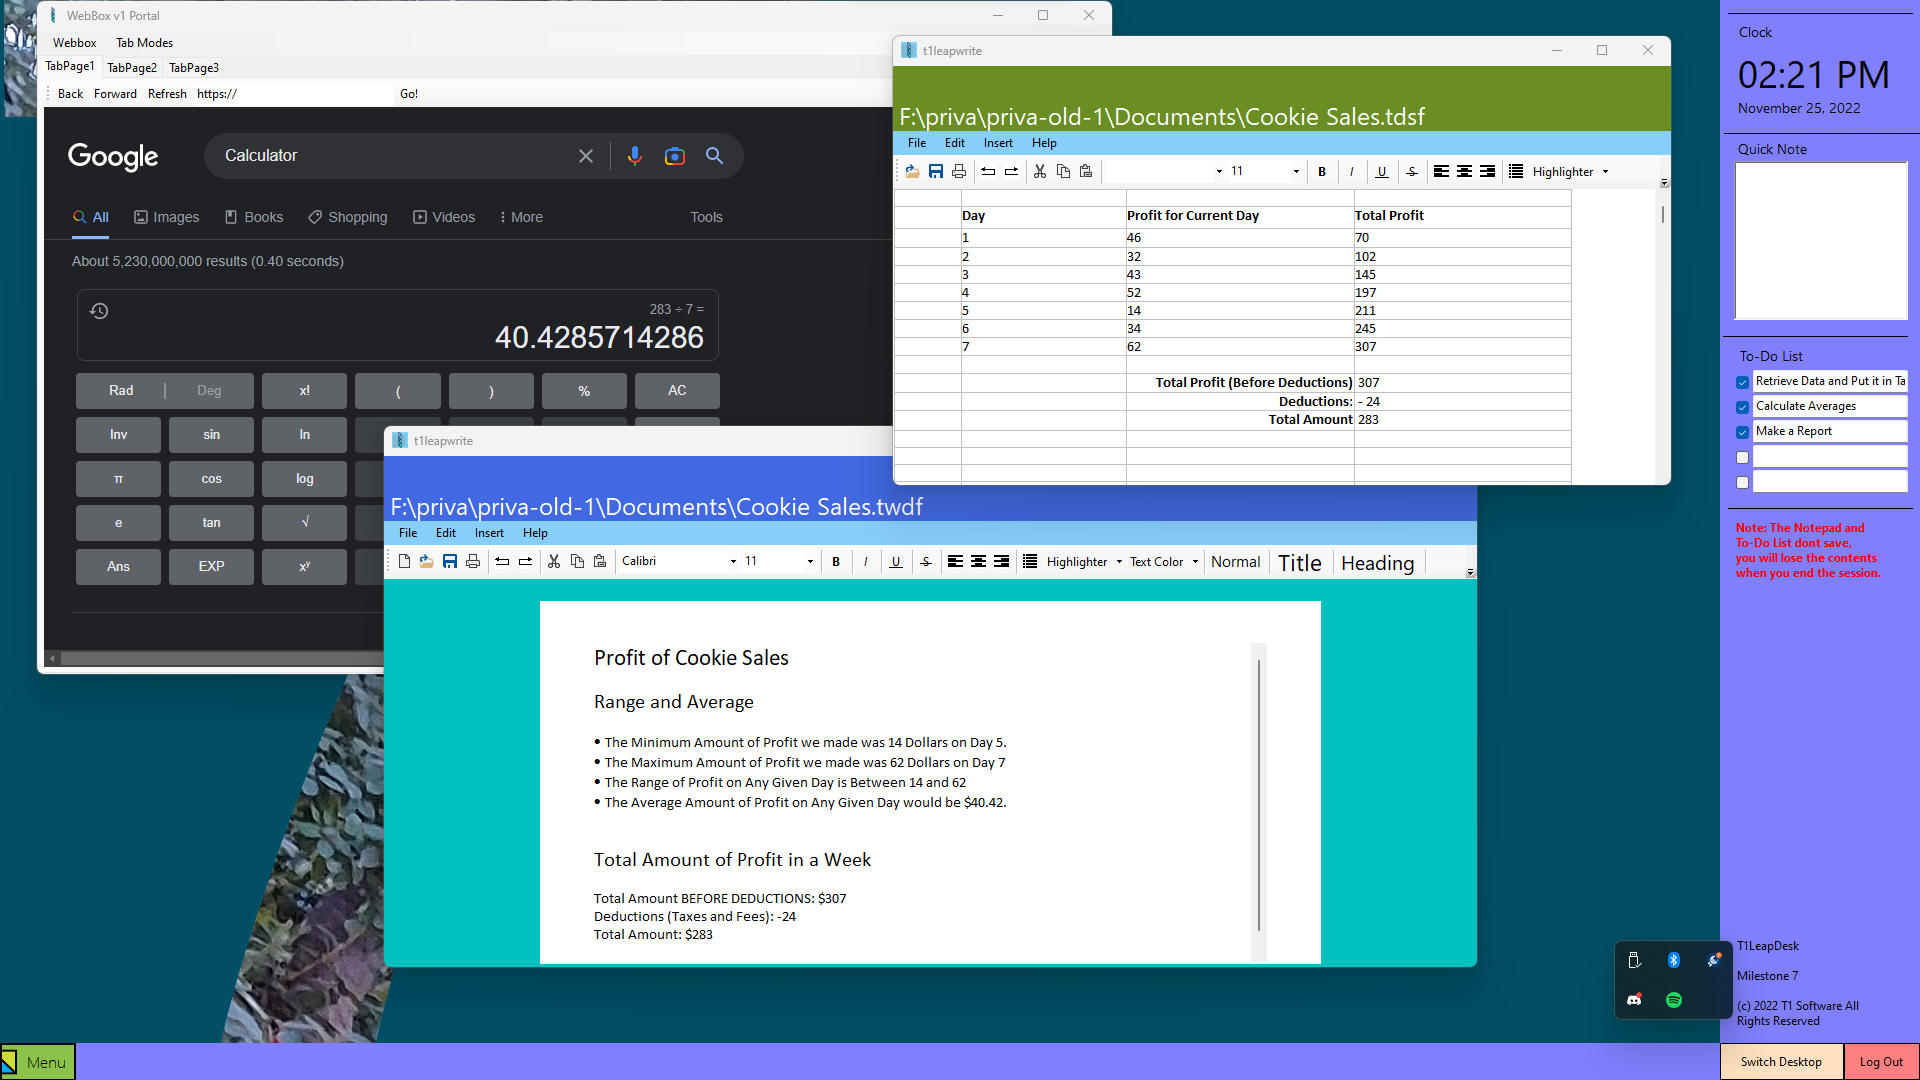 WebBox v1 Portal
Webbox Tab Modes
TabPage1 TabPage2 TabPage3
Back Forward Refresh https:// Go!
Google Calculator
All Images Books Shopping Videos More Tools
About 5,230,000,000 results (0.40 seconds)
283 ÷ 7 =
40.4285714286
Rad Deg x! ( ) % AC
Inv sin ln
π cos log
e tan √
Ans EXP xʸ
t1leapwrite
F:\priva\priva-old-1\Documents\Cookie Sales.tdsf
File Edit Insert Help
11 B I U S Highlighter
Day Profit for Current Day Total Profit
1 46 70
2 32 102
3 43 145
4 52 197
5 14 211
6 34 245
7 62 307
Total Profit (Before Deductions) 307
Deductions: - 24
Total Amount 283
t1leapwrite
F:\priva\priva-old-1\Documents\Cookie Sales.twdf
File Edit Insert Help
Calibri 11 B I U S Highlighter Text Color Normal Title Heading
Profit of Cookie Sales
Range and Average
• The Minimum Amount of Profit we made was 14 Dollars on Day 5.
• The Maximum Amount of Profit we made was 62 Dollars on Day 7
• The Range of Profit on Any Given Day is Between 14 and 62
• The Average Amount of Profit on Any Given Day would be $40.42.
Total Amount of Profit in a Week
Total Amount BEFORE DEDUCTIONS: $307
Deductions (Taxes and Fees): -24
Total Amount: $283
Clock
02:21 PM
November 25, 2022
Quick Note
To-Do List
Retrieve Data and Put it in Ta
Calculate Averages
Make a Report
Note: The Notepad and
To-Do List dont save,
you will lose the contents
when you end the session.
T1LeapDesk
Milestone 7
(c) 2022 T1 Software All
Rights Reserved
Menu
Switch Desktop Log Out